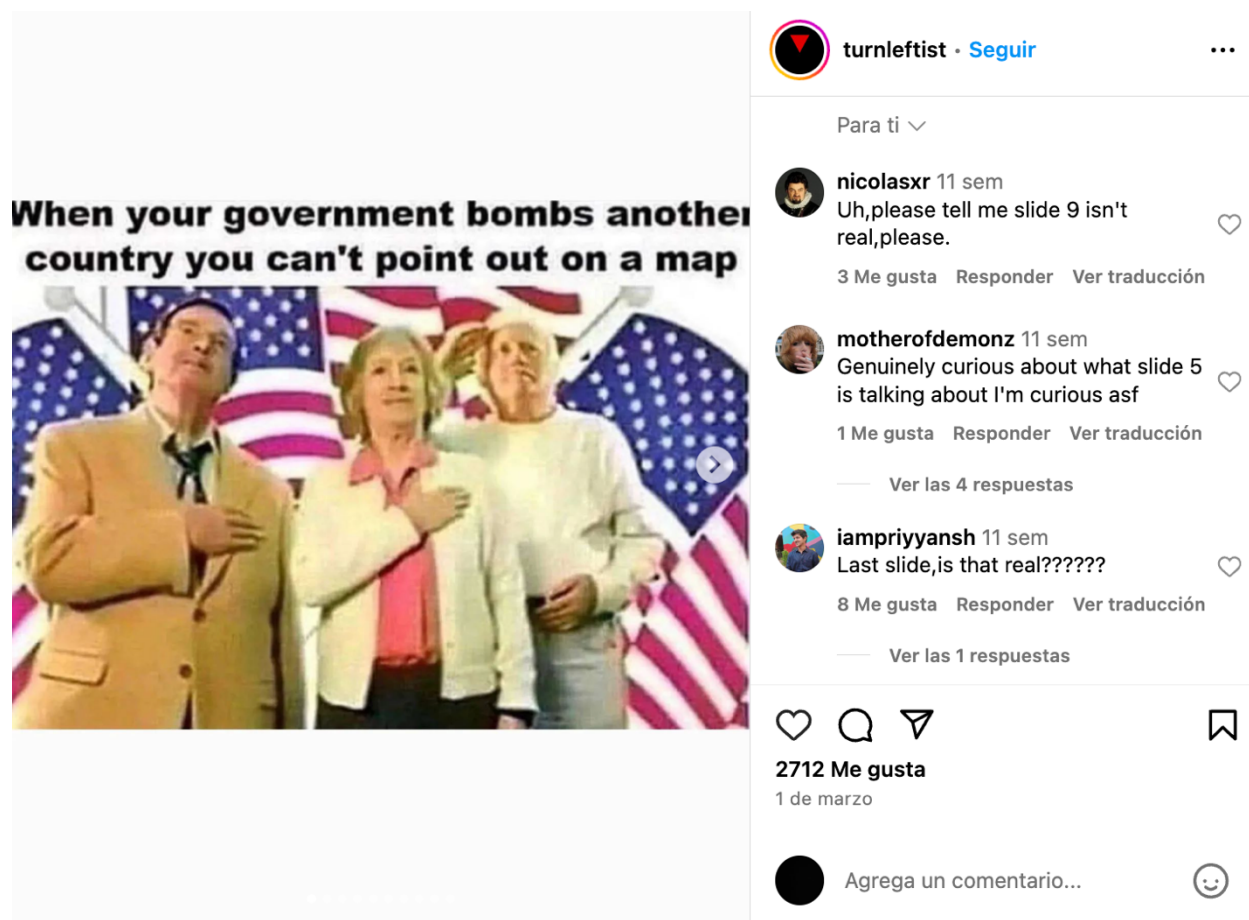 When your government bombs another
country you can't point out on a map
turnleftist • Seguir
Para ti
nicolasxr 11 sem
Uh,please tell me slide 9 isn't
real,please.
3 Me gusta Responder Ver traducción
motherofdemonz 11 sem
Genuinely curious about what slide 5
is talking about I'm curious asf
1 Me gusta Responder Ver traducción
Ver las 4 respuestas
iampriyyansh 11 sem
Last slide,is that real??????
8 Me gusta Responder Ver traducción
Ver las 1 respuestas
2712 Me gusta
1 de marzo
Agrega un comentario...